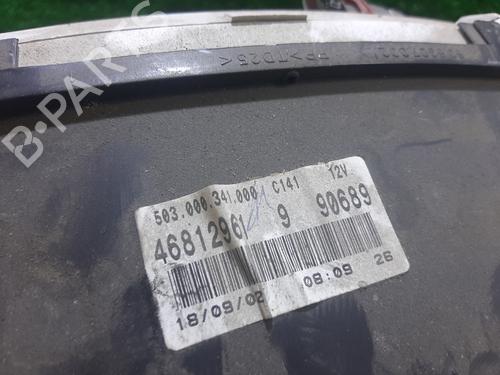 B-PARTS
>PP/TD25<
503.000.341.000 C141 12V
46812961 9 90689
18/09/02 08:09 26